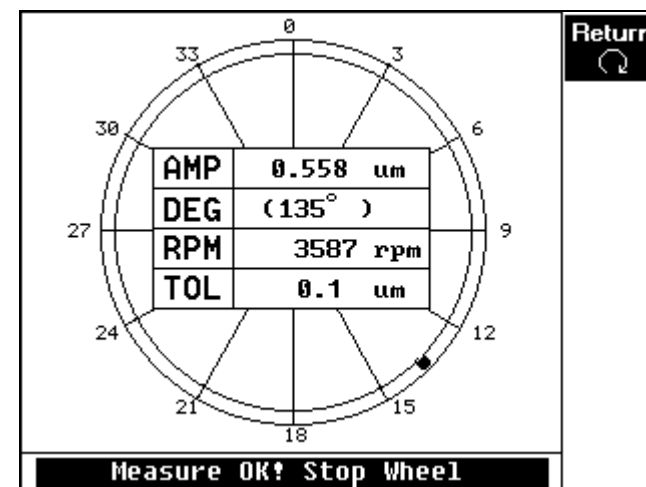 0
Return
33
3
30
6
AMP 0.558 um
DEG (135° )
27
9
RPM 3587 rpm
TOL 0.1 um
24
12
21
15
18
Measure OK! Stop Wheel